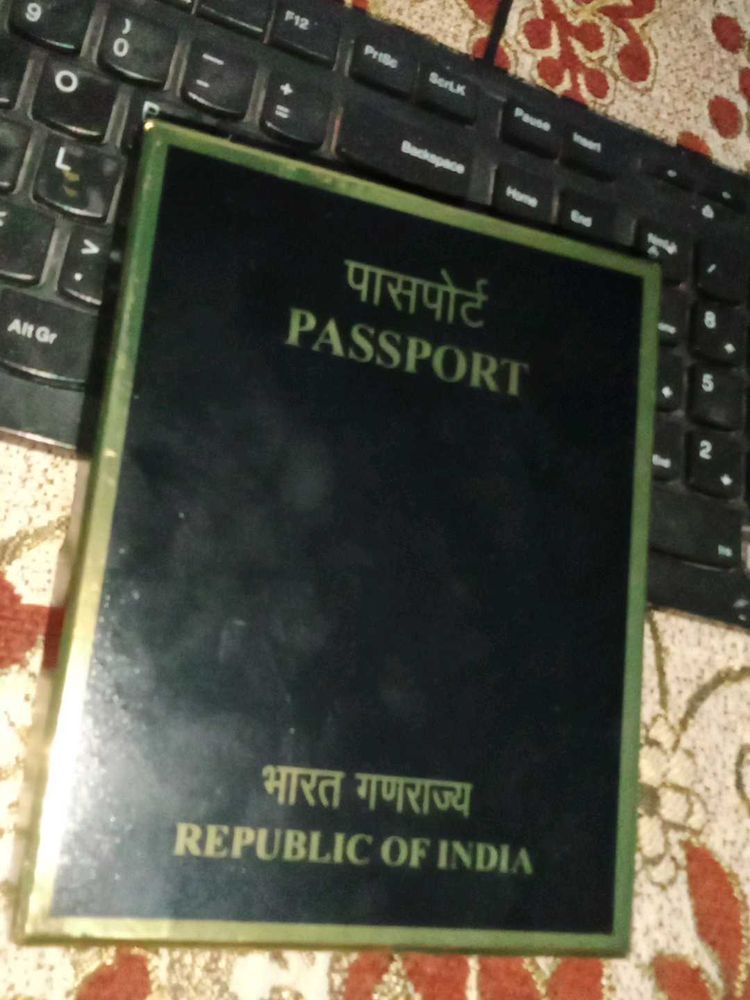 9
)
0
F12
PrtSc
ScrLK
Pause
Insert
O
—
-
+
=
Backspace
Home
End
L
>
.
Alt Gr
8
5
2
पासपोर्ट
PASSPORT
भारत गणराज्य
REPUBLIC OF INDIA